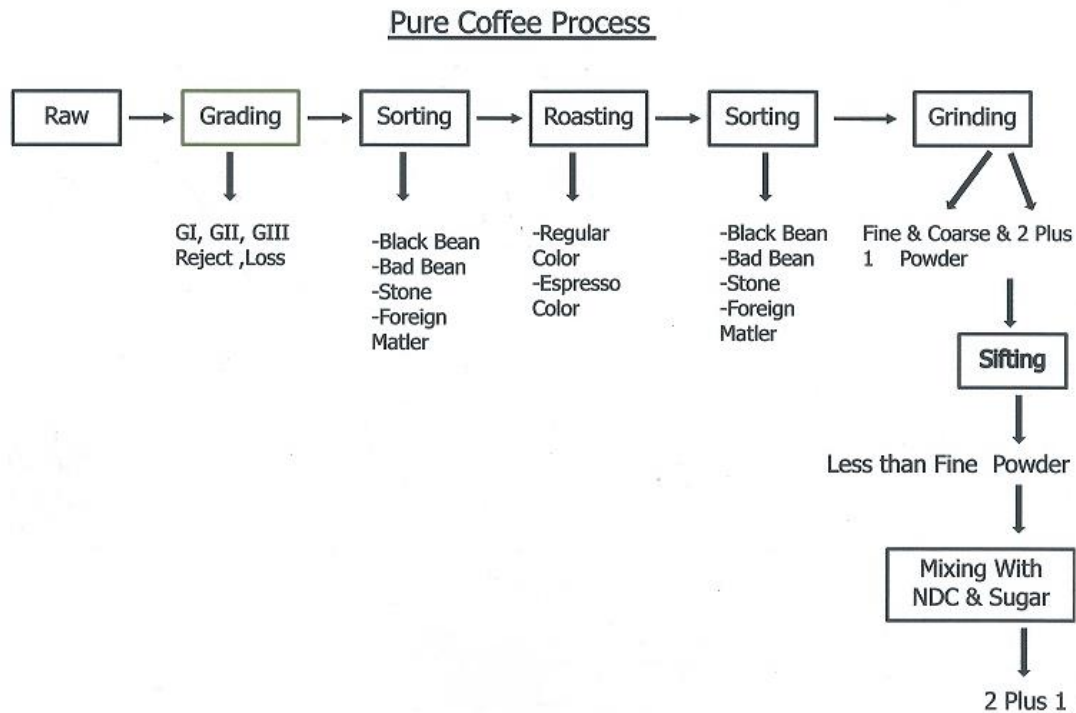 Pure Coffee Process
Raw
Grading
Sorting
Roasting
Sorting
Grinding
GI, GII, GIII
Reject ,Loss
-Black Bean
-Bad Bean
-Stone
-Foreign
Matler
-Regular
Color
-Espresso
Color
-Black Bean
-Bad Bean
-Stone
-Foreign
Matler
Fine & Coarse & 2 Plus
1 Powder
Sifting
Less than Fine Powder
Mixing With
NDC & Sugar
2 Plus 1